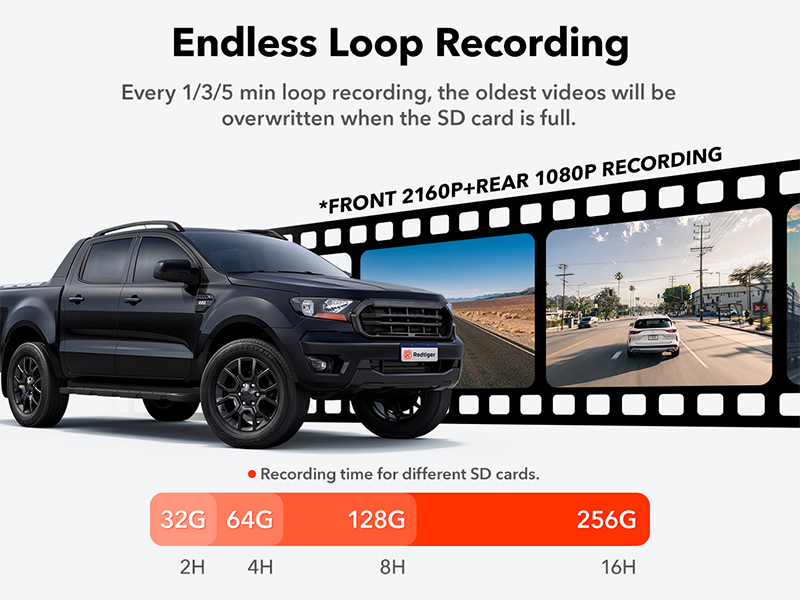 Endless Loop Recording
Every 1/3/5 min loop recording, the oldest videos will be
overwritten when the SD card is full.
*FRONT 2160P+REAR 1080P RECORDING
Redtiger
Recording time for different SD cards.
32G 64G 128G 256G
2H 4H 8H 16H